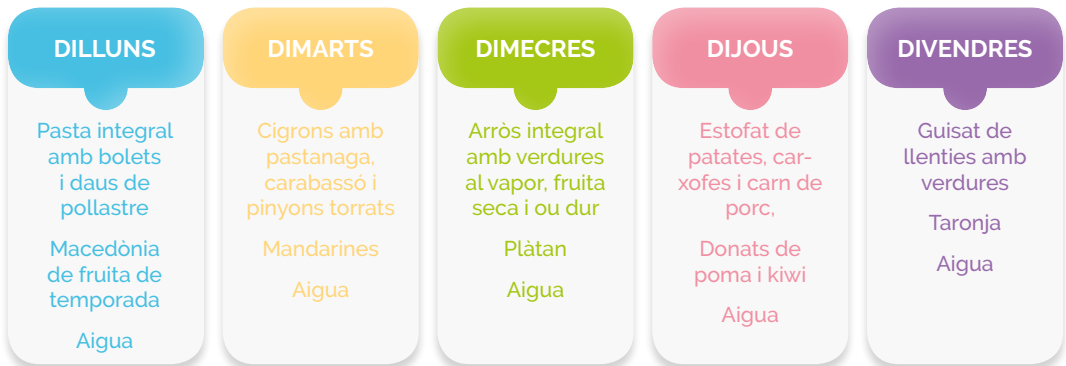 DILLUNS
Pasta integral
amb bolets
i daus de
pollastre
Macedònia
de fruita de
temporada
Aigua
DIMARTS
Cigrons amb
pastanaga,
carabassó i
pinyons torrats
Mandarines
Aigua
DIMECRES
Arròs integral
amb verdures
al vapor, fruita
seca i ou dur
Plàtan
Aigua
DIJOUS
Estofat de
patates, car-
xofes i carn de
porc,
Donats de
poma i kiwi
Aigua
DIVENDRES
Guisat de
llenties amb
verdures
Taronja
Aigua